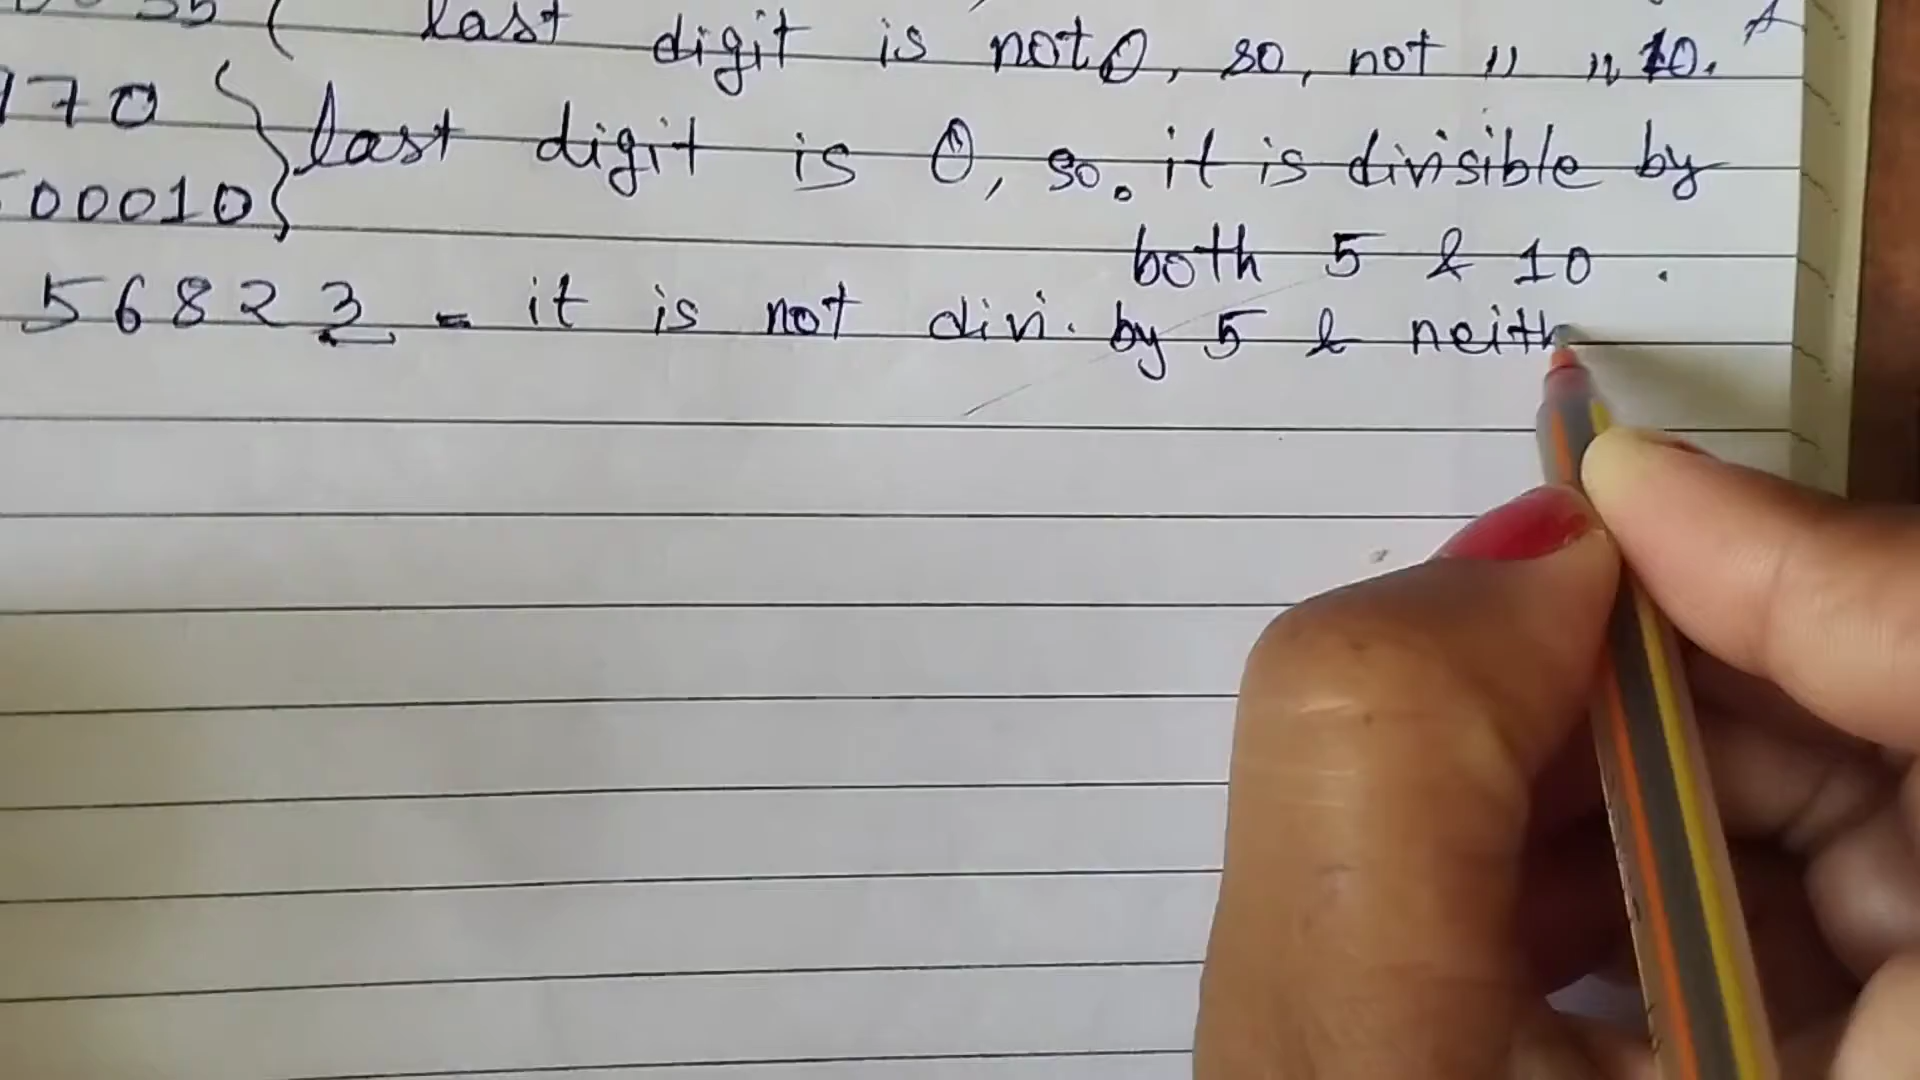 last digit is not 0, so, not " " 10.
170
last digit is 0, so. it is divisible by
00010
both 5 & 10.
56823 - it is not divi. by 5 & neith